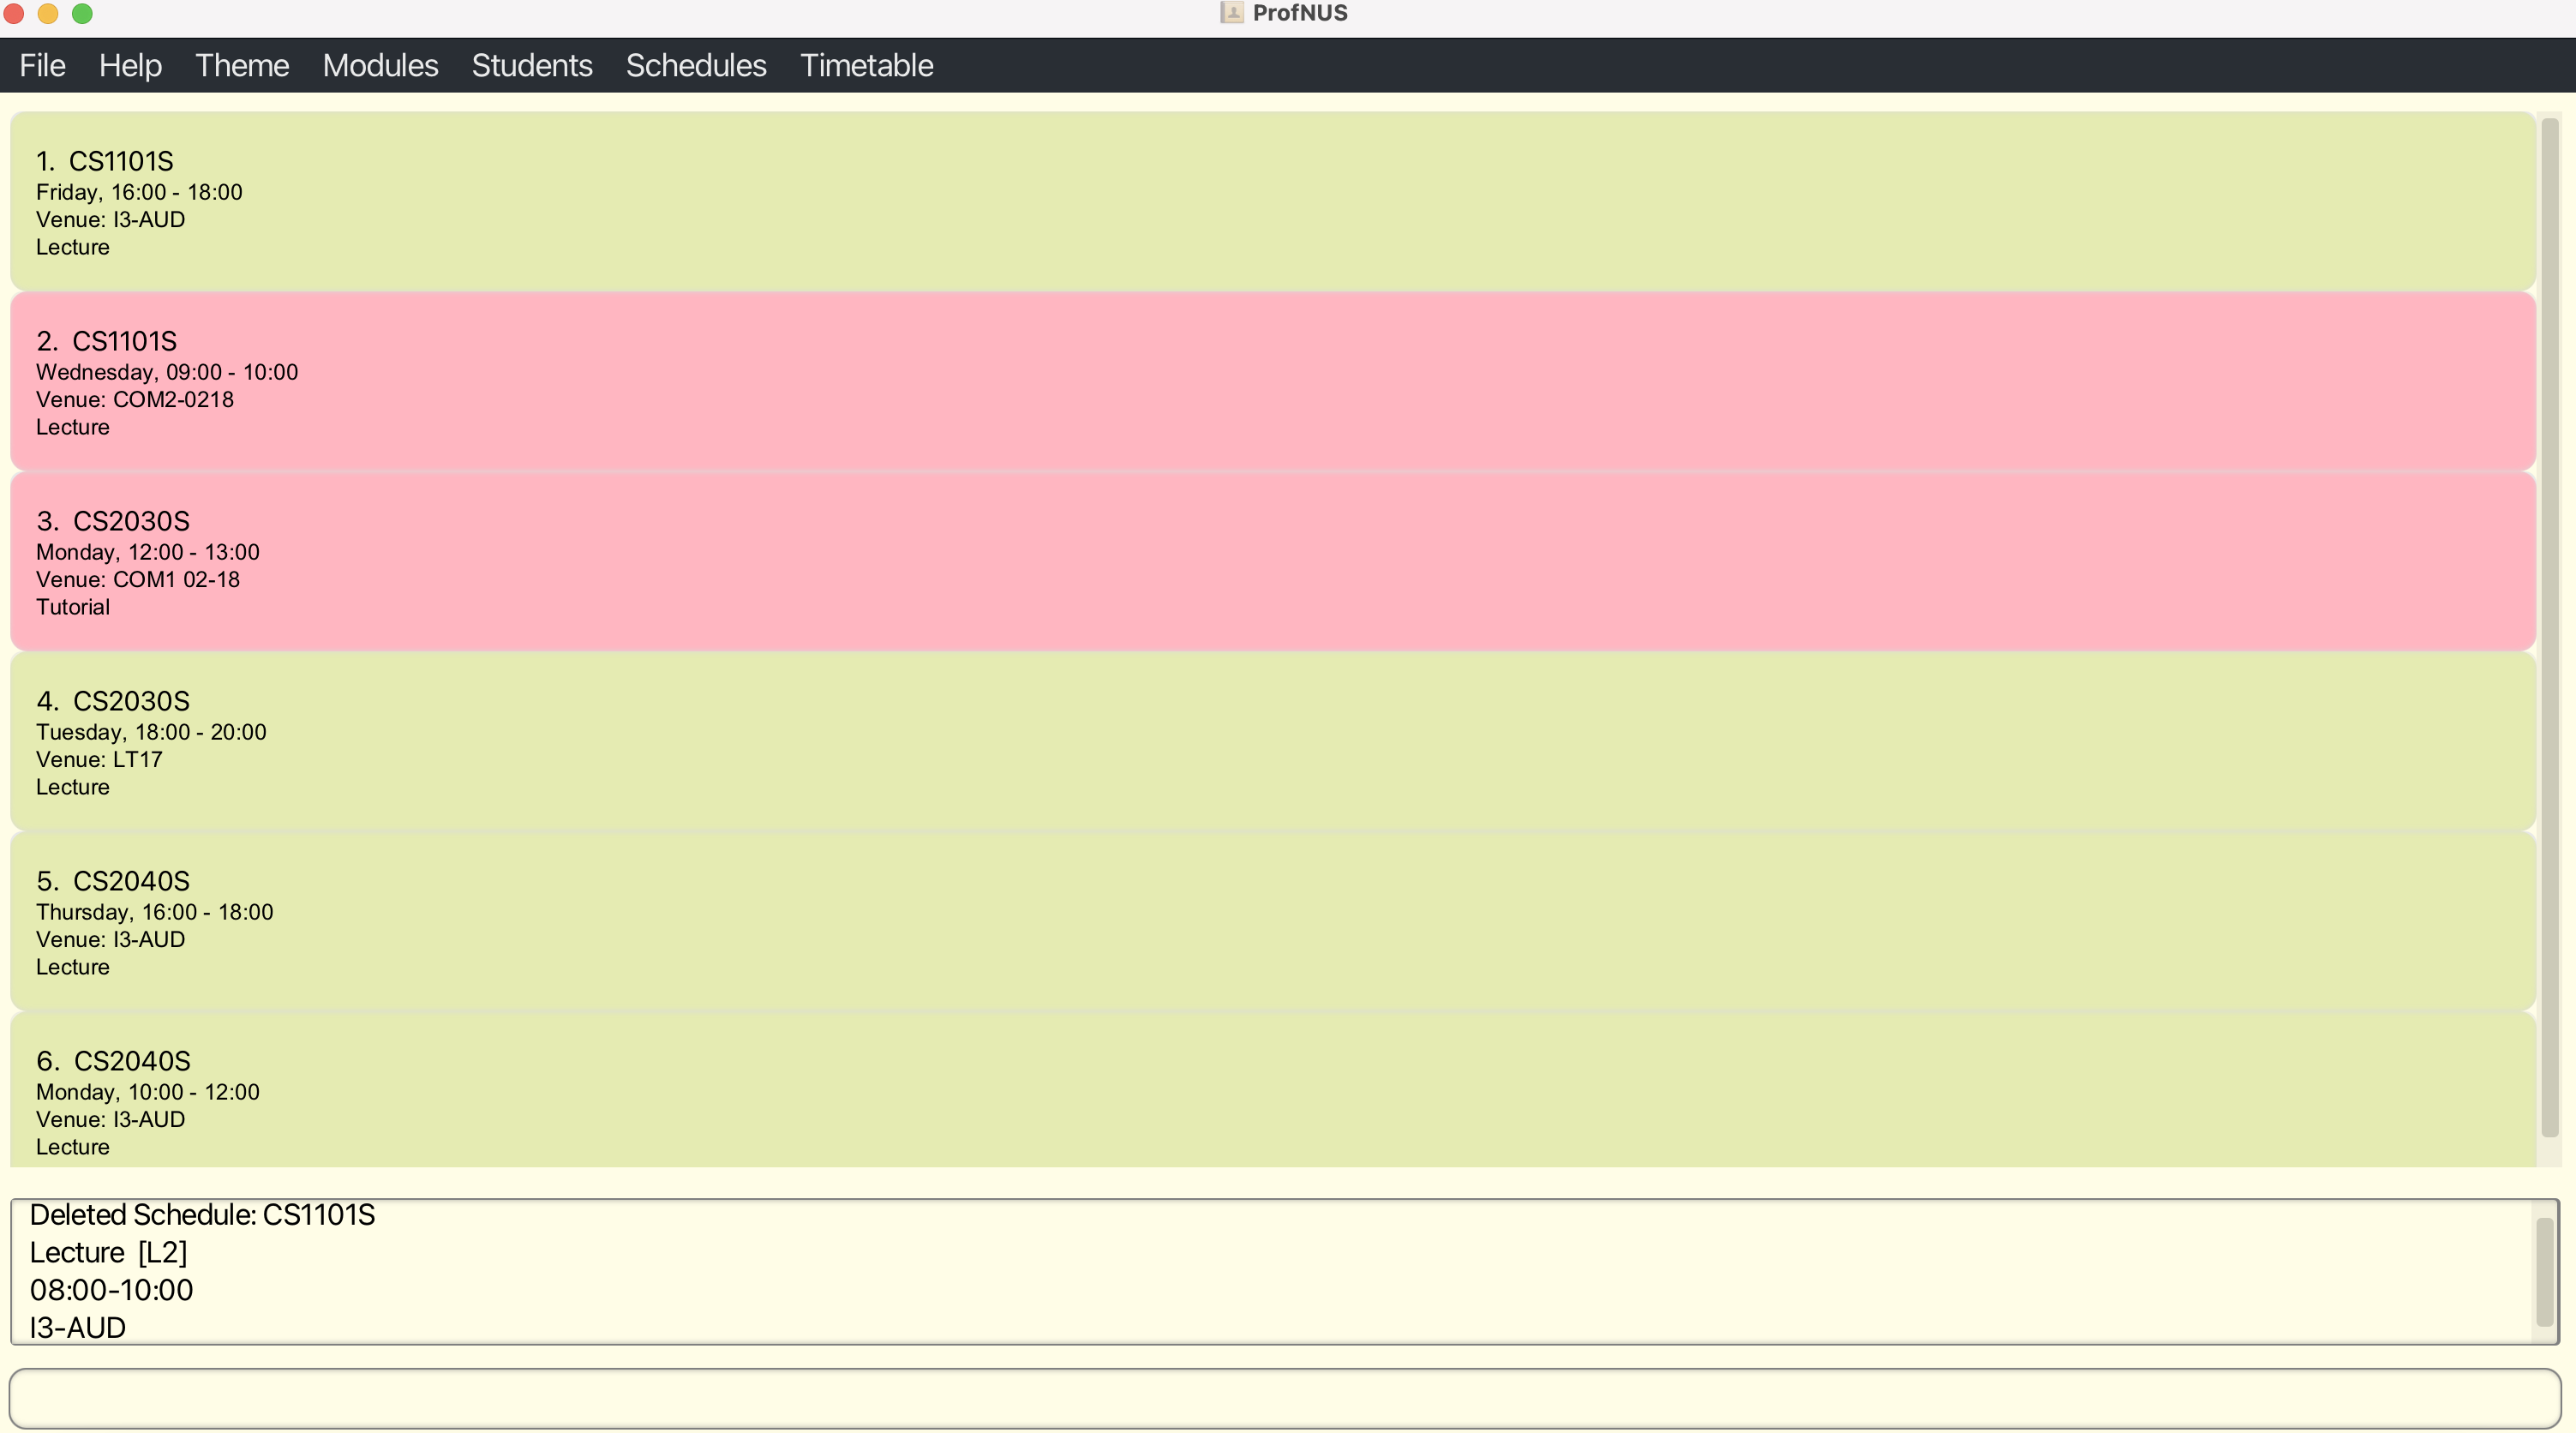 ProfNUS
File Help Theme Modules Students Schedules Timetable
1. CS1101S
Friday, 16:00 - 18:00
Venue: I3-AUD
Lecture
2. CS1101S
Wednesday, 09:00 - 10:00
Venue: COM2-0218
Lecture
3. CS2030S
Monday, 12:00 - 13:00
Venue: COM1 02-18
Tutorial
4. CS2030S
Tuesday, 18:00 - 20:00
Venue: LT17
Lecture
5. CS2040S
Thursday, 16:00 - 18:00
Venue: I3-AUD
Lecture
6. CS2040S
Monday, 10:00 - 12:00
Venue: I3-AUD
Lecture
Deleted Schedule: CS1101S
Lecture [L2]
08:00-10:00
I3-AUD